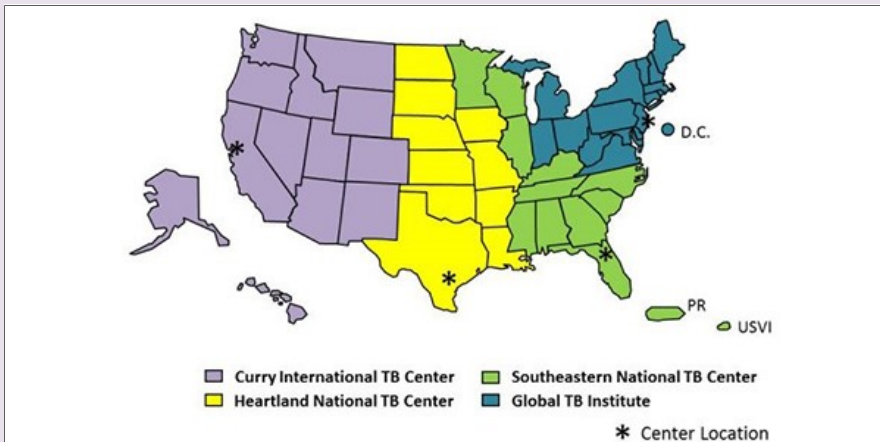 D.C.
PR
USVI
Curry International TB Center
Southeastern National TB Center
Heartland National TB Center
Global TB Institute
* Center Location